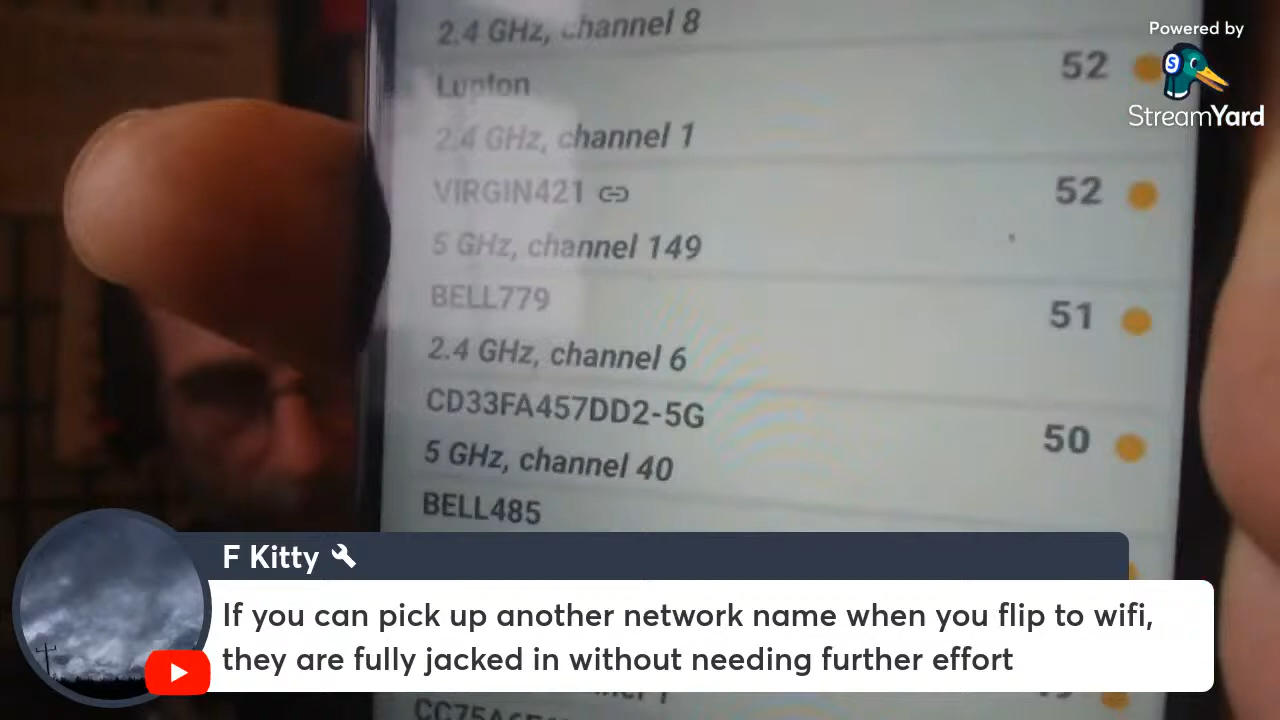 Powered by
StreamYard
2.4 GHz, channel 8
52
Lupton
2.4 GHz, channel 1
VIRGIN421
52
5 GHz, channel 149
BELL779
51
2.4 GHz, channel 6
CD33FA457DD2-5G
50
5 GHz, channel 40
BELL485
F Kitty
If you can pick up another network name when you flip to wifi,
they are fully jacked in without needing further effort